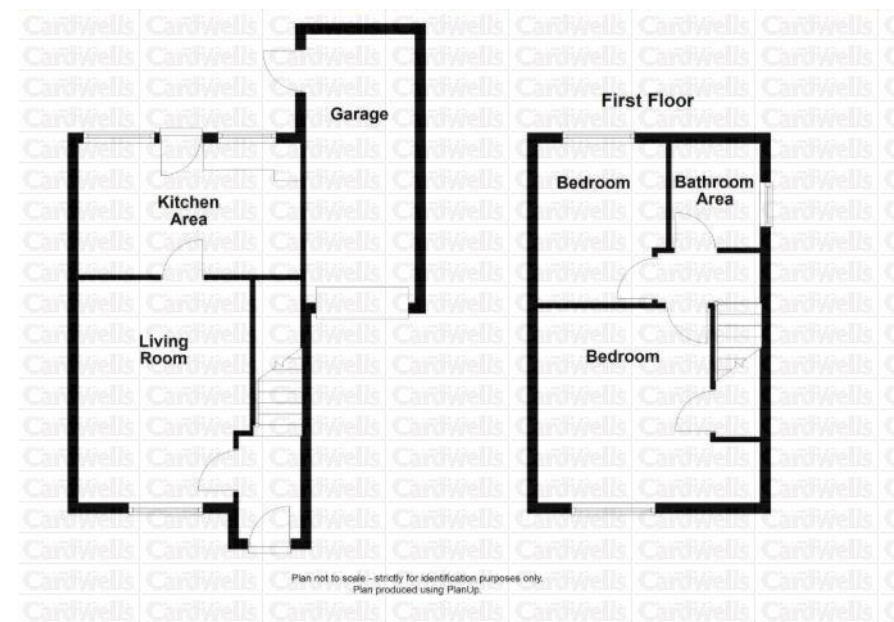 Garage
Kitchen
Area
Living
Room
First Floor
Bedroom
Bathroom
Area
Bedroom
Plan not to scale - strictly for identification purposes only.
Plan produced using PlanUp.
Cardwells